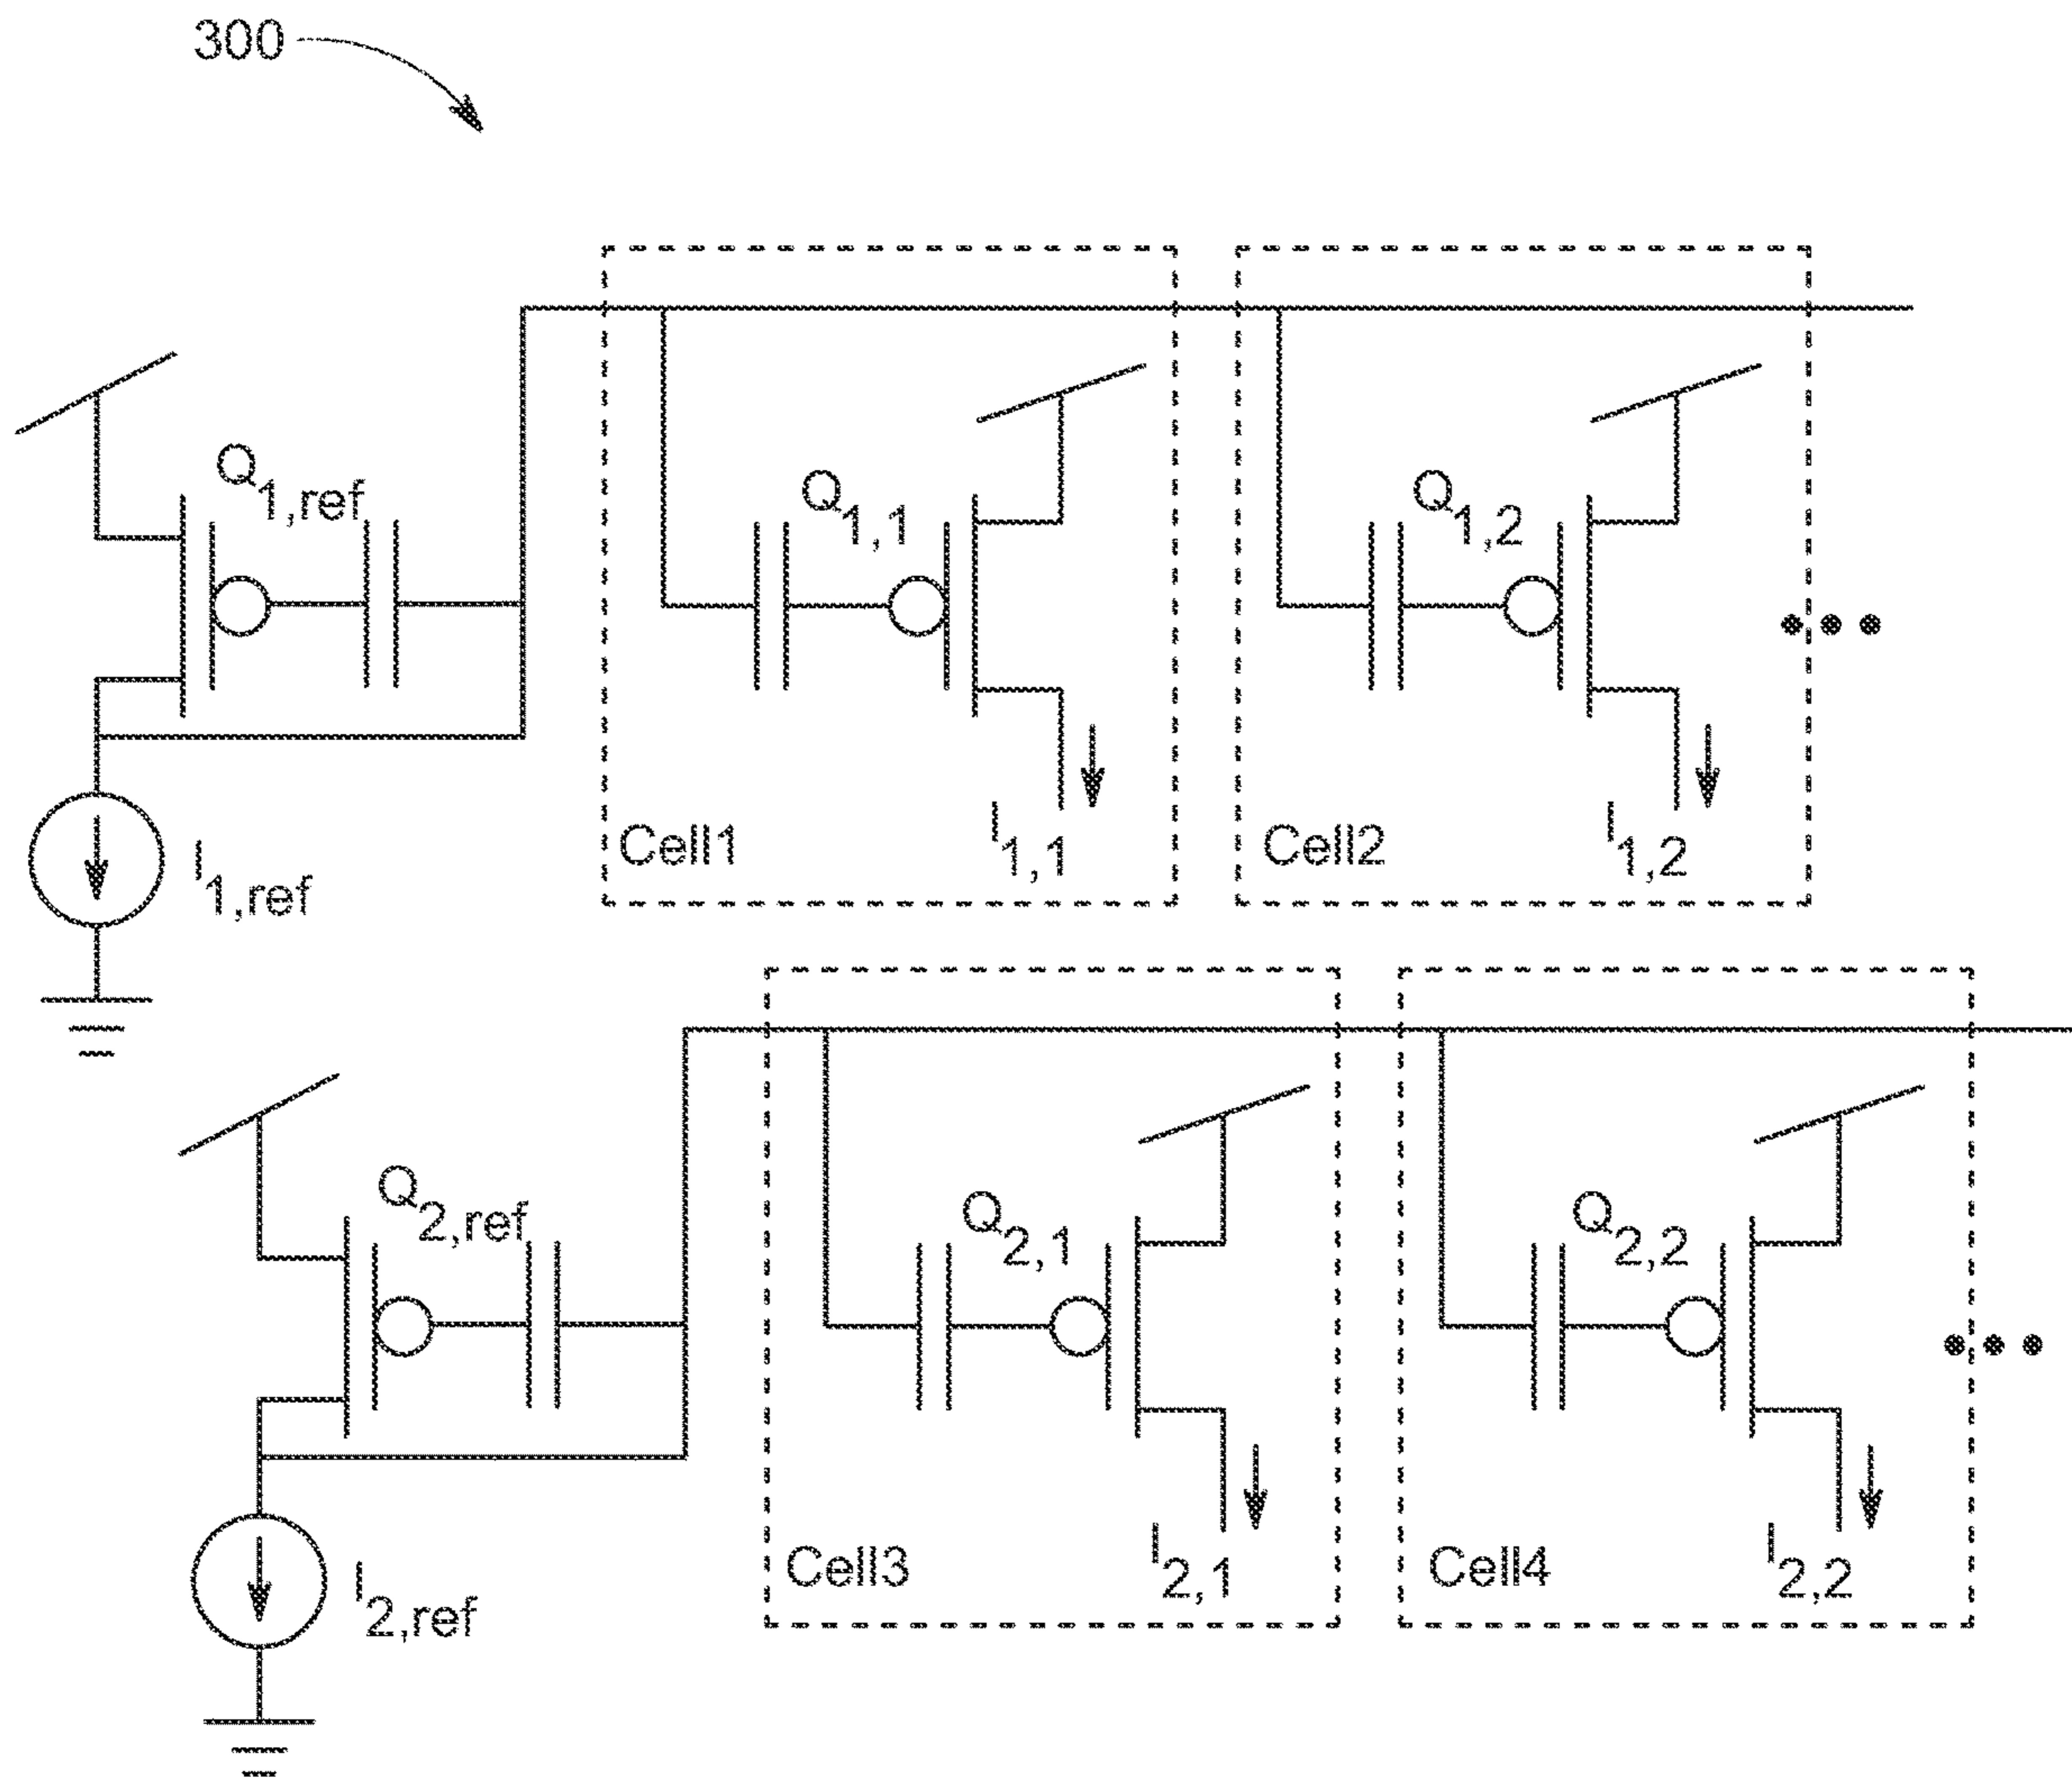 300
Q1,ref
Q1,1
Q1,2
I1,ref
Cell1
I1,1
Cell2
I1,2
Q2,ref
Q2,1
Q2,2
I2,ref
Cell3
I2,1
Cell4
I2,2